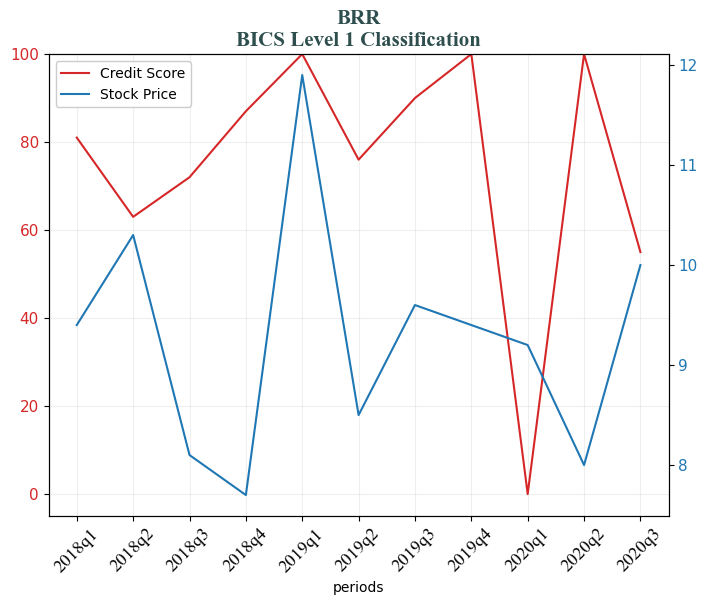 BRR
BICS Level 1 Classification
Credit Score
Stock Price
100
80
60
40
20
0
12
11
10
9
8
2018q1
2018q2
2018q3
2018q4
2019q1
2019q2
2019q3
2019q4
2020q1
2020q2
2020q3
periods